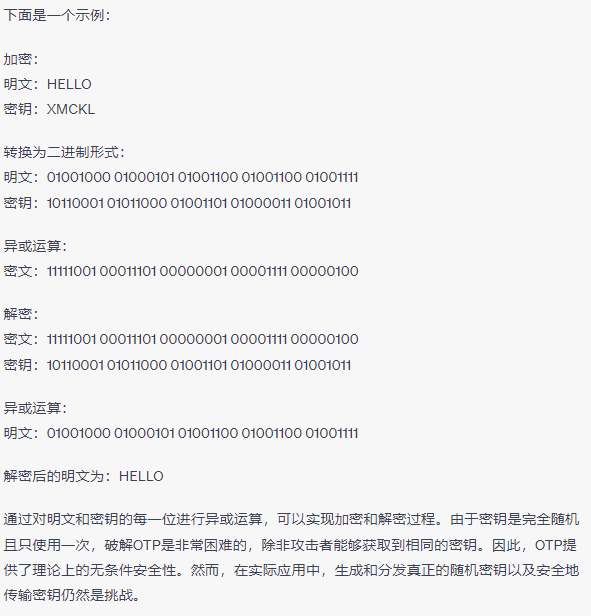 下面是一个示例：
加密：
明文：HELLO
密钥：XMCKL
转换为二进制形式：
明文：01001000 01000101 01001100 01001100 01001111
密钥：10110001 01011000 01001101 01000011 01001011
异或运算：
密文：11111001 00011101 00000001 00001111 00000100
解密：
密文：11111001 00011101 00000001 00001111 00000100
密钥：10110001 01011000 01001101 01000011 01001011
异或运算：
明文：01001000 01000101 01001100 01001100 01001111
解密后的明文为：HELLO
通过对明文和密钥的每一位进行异或运算，可以实现加密和解密过程。由于密钥是完全随机
且只使用一次，破解OTP是非常困难的，除非攻击者能够获取到相同的密钥。因此，OTP提
供了理论上的无条件安全性。然而，在实际应用中，生成和分发真正的随机密钥以及安全地
传输密钥仍然是挑战。